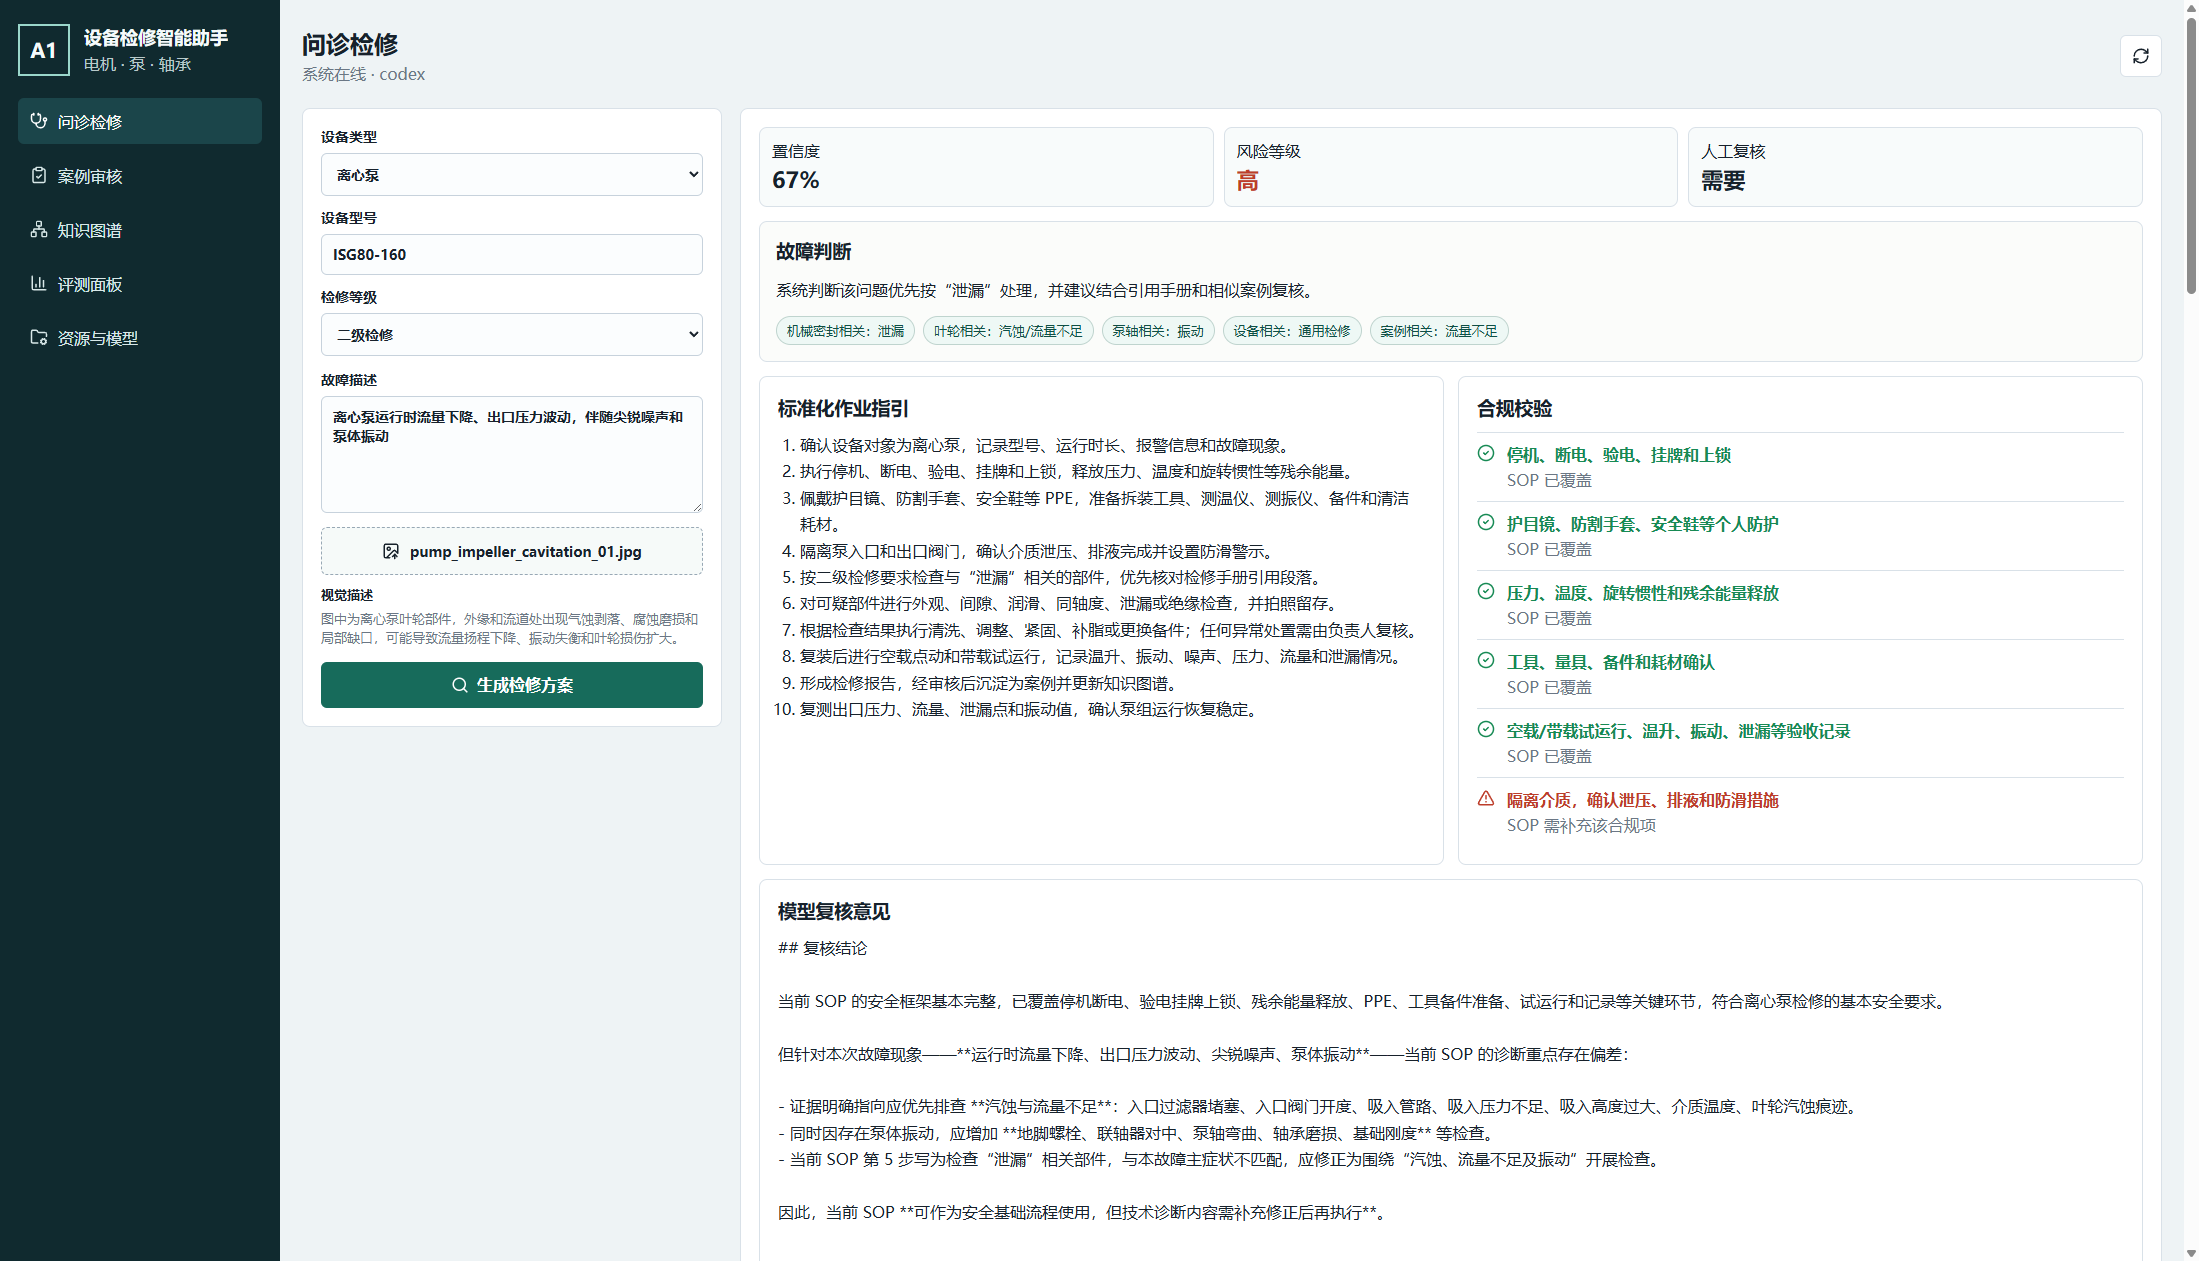 A1
设备检修智能助手
电机 · 泵 · 轴承
问诊检修
案例审核
知识图谱
评测面板
资源与模型
问诊检修
系统在线 · codex
设备类型
离心泵
设备型号
ISG80-160
检修等级
二级检修
故障描述
离心泵运行时流量下降、出口压力波动，伴随尖锐噪声和
泵体振动
pump_impeller_cavitation_01.jpg
视觉描述
图中为离心泵叶轮部件，外缘和流道处出现气蚀剥落、腐蚀磨损和
局部缺口，可能导致流量扬程下降、振动失衡和叶轮损伤扩大。
生成检修方案
置信度
67%
风险等级
高
人工复核
需要
故障判断
系统判断该问题优先按“泄漏”处理，并建议结合引用手册和相似案例复核。
机械密封相关：泄漏
叶轮相关：汽蚀/流量不足
泵轴相关：振动
设备相关：通用检修
案例相关：流量不足
标准化作业指引
1. 确认设备对象为离心泵，记录型号、运行时长、报警信息和故障现象。
2. 执行停机、断电、验电、挂牌和上锁，释放压力、温度和旋转惯性等残余能量。
3. 佩戴护目镜、防割手套、安全鞋等 PPE，准备拆装工具、测温仪、测振仪、备件和清洁
耗材。
4. 隔离泵入口和出口阀门，确认介质泄压、排液完成并设置防滑警示。
5. 按二级检修要求检查与“泄漏”相关的部件，优先核对检修手册引用段落。
6. 对可疑部件进行外观、间隙、润滑、同轴度、泄漏或绝缘检查，并拍照留存。
7. 根据检查结果执行清洗、调整、紧固、补脂或更换备件；任何异常处置需由负责人复核。
8. 复装后进行空载点动和带载试运行，记录温升、振动、噪声、压力、流量和泄漏情况。
9. 形成检修报告，经审核后沉淀为案例并更新知识图谱。
10. 复测出口压力、流量、泄漏点和振动值，确认泵组运行恢复稳定。
合规校验
停机、断电、验电、挂牌和上锁
SOP 已覆盖
护目镜、防割手套、安全鞋等个人防护
SOP 已覆盖
压力、温度、旋转惯性和残余能量释放
SOP 已覆盖
工具、量具、备件和耗材确认
SOP 已覆盖
空载/带载试运行、温升、振动、泄漏等验收记录
SOP 已覆盖
隔离介质，确认泄压、排液和防滑措施
SOP 需补充该合规项
模型复核意见
## 复核结论
当前 SOP 的安全框架基本完整，已覆盖停机断电、验电挂牌上锁、残余能量释放、PPE、工具备件准备、试运行和记录等关键环节，符合离心泵检修的基本安全要求。
但针对本次故障现象——**运行时流量下降、出口压力波动、尖锐噪声、泵体振动**——当前 SOP 的诊断重点存在偏差：
- 证据明确指向应优先排查 **汽蚀与流量不足**：入口过滤器堵塞、入口阀门开度、吸入管路、吸入压力不足、吸入高度过大、介质温度、叶轮汽蚀痕迹。
- 同时因存在泵体振动，应增加 **地脚螺栓、联轴器对中、泵轴弯曲、轴承磨损、基础刚度** 等检查。
- 当前 SOP 第 5 步写为检查“泄漏”相关部件，与本故障主症状不匹配，应修正为围绕“汽蚀、流量不足及振动”开展检查。
因此，当前 SOP **可作为安全基础流程使用，但技术诊断内容需补充修正后再执行**。